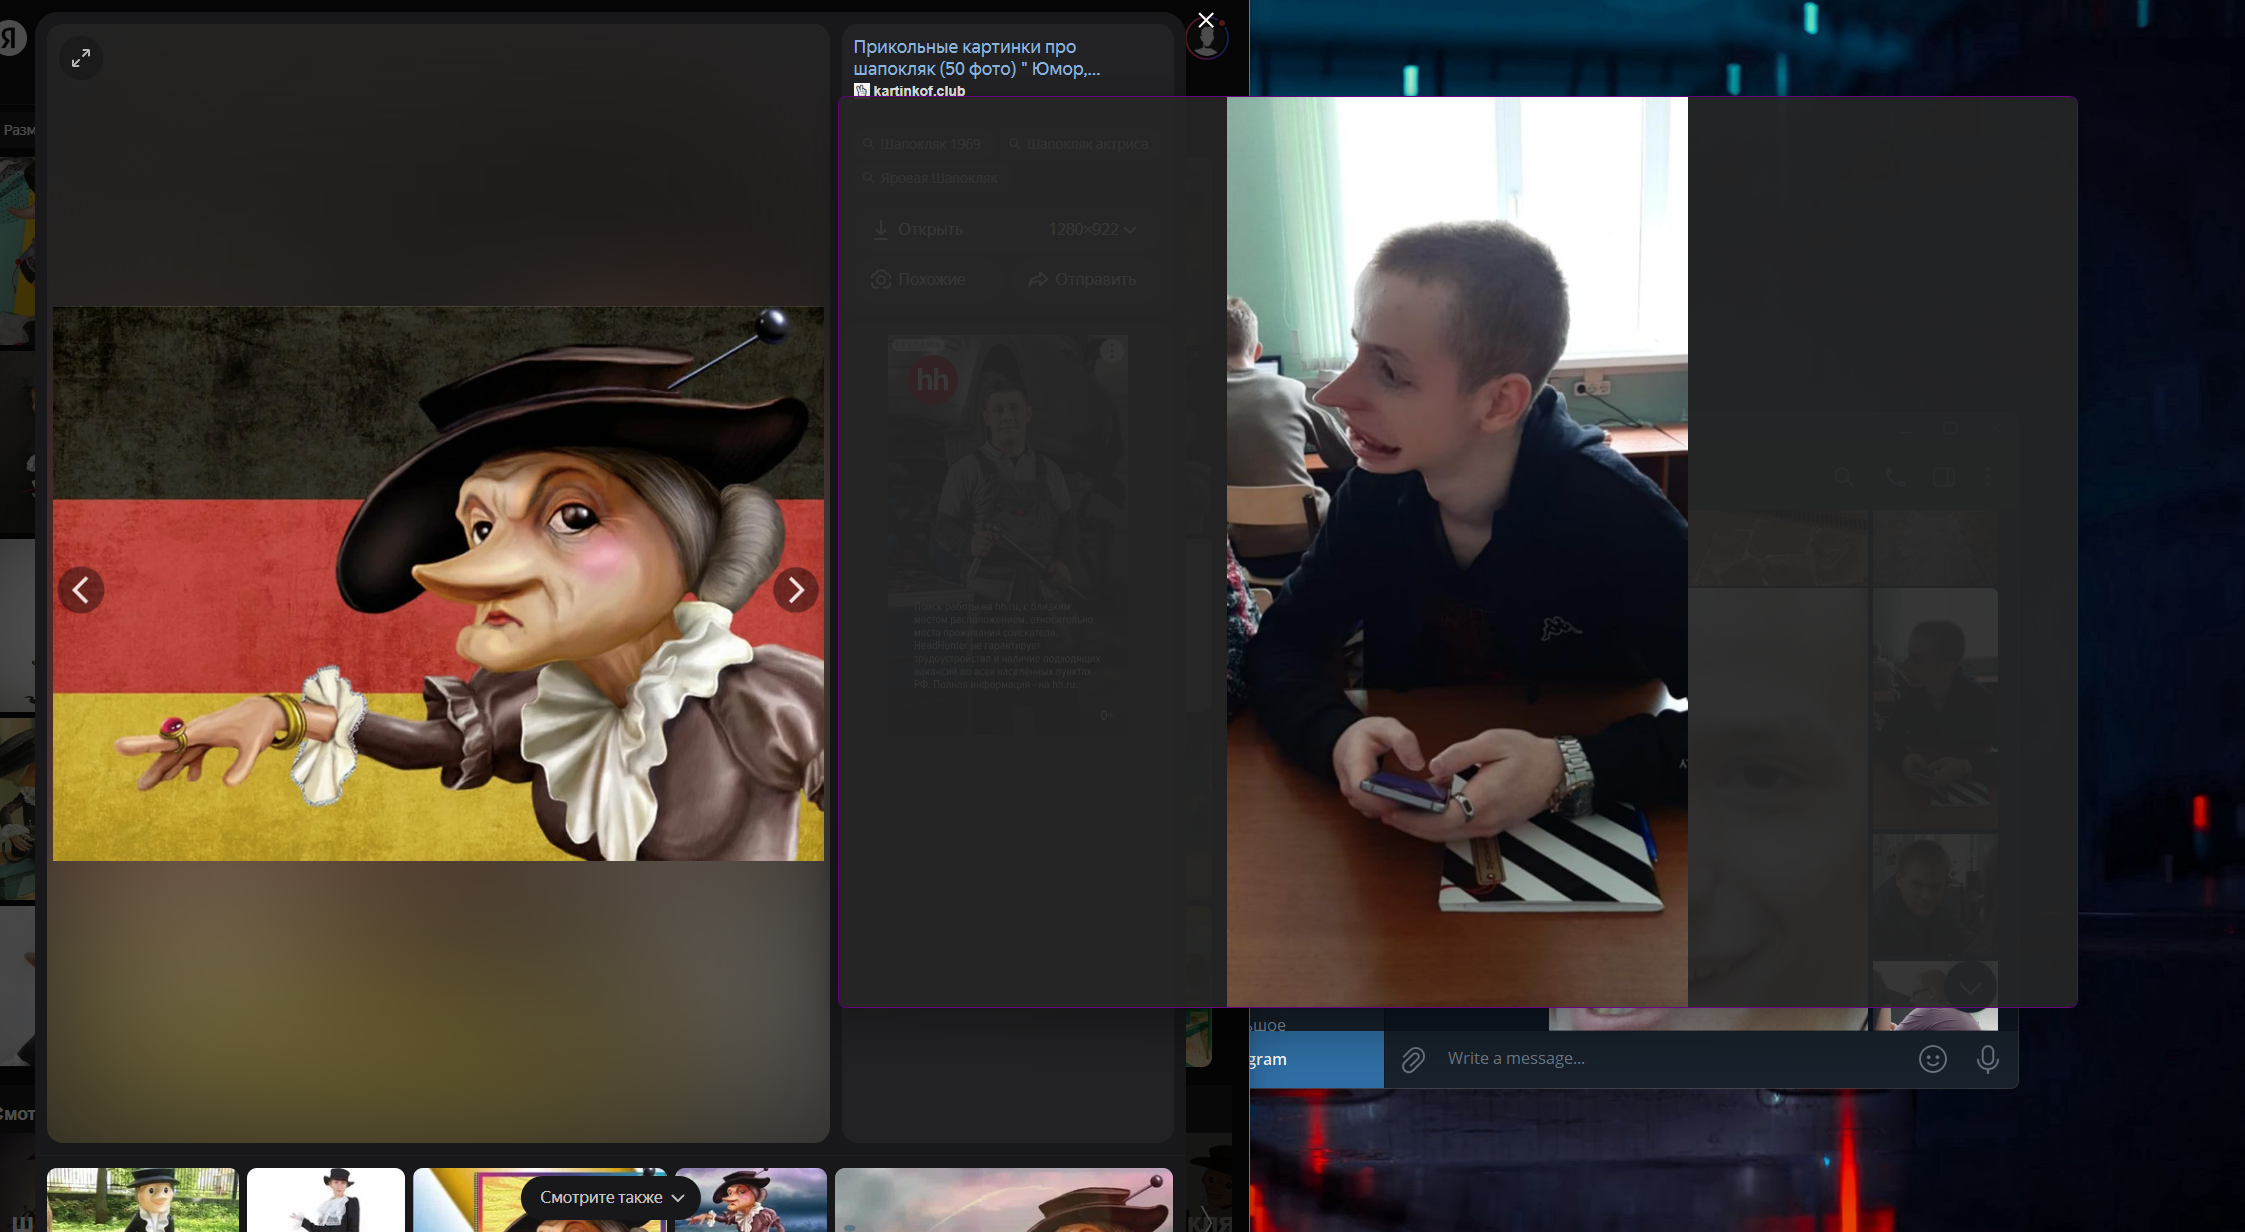 Я
Разм
Прикольные картинки про
шапокляк (50 фото) " Юмор,...
kartinkof.club
Шапокляк 1969
Шапокляк актриса
Яровая Шапокляк
Открыть
1280×922
Похожие
Отправить
hh
Поиск работы на hh.ru, с близким
местом расположением, относительно
места проживания соискателя.
HeadHunter не гарантирует
трудоустройства и наличие подходящих
вакансий во всех населённых пунктах
РФ. Полная информация - на hh.ru.
0+
ьшое
gram
Write a message...
Смот
Смотрите также